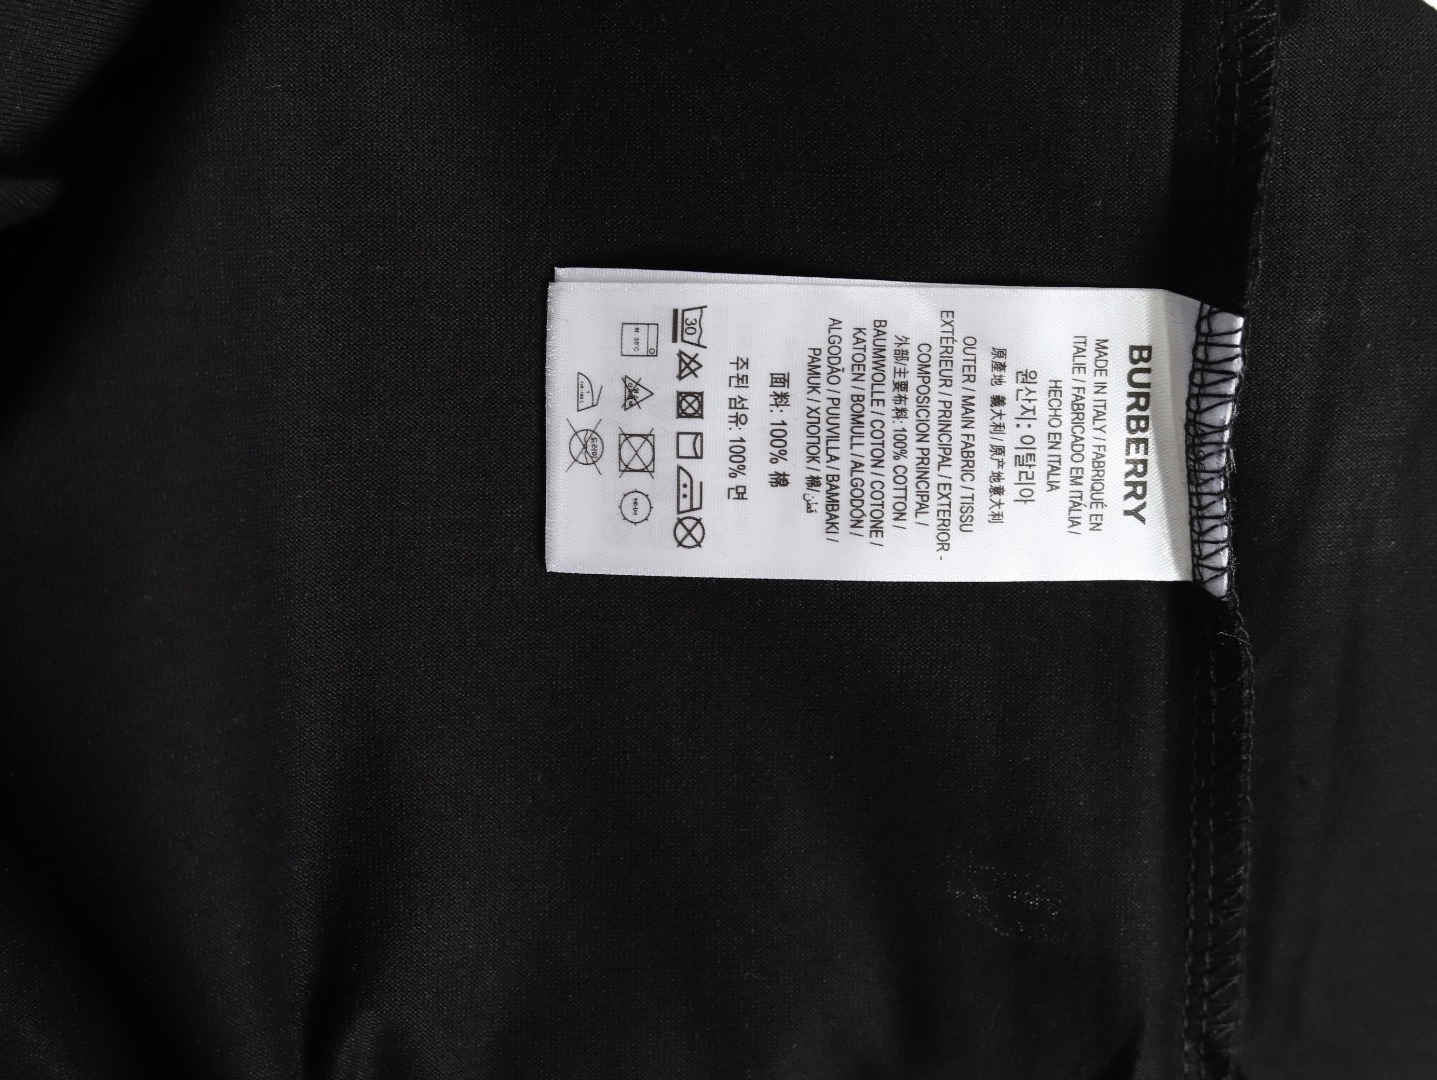 BURBERRY
MADE IN ITALY / FABRIQUÉ EN
ITALIE / FABRICADO EM ITÁLIA /
HECHO EN ITALIA
원산지: 이탈리아
原產地 義大利 / 原产地意大利
OUTER / MAIN FABRIC / TISSU
EXTÉRIEUR / PRINCIPAL / EXTERIOR -
COMPOSICION PRINCIPAL /
外部/主要布料: 100% COTTON /
BAUMWOLLE / COTON / COTONE /
KATOEN / BOMULL / ALGODÓN /
ALGODÃO / PUUVILLA / BAMBAKI /
PAMUK / ХЛОПОК / 棉/ قطن
面料: 100% 棉
주된 섬유: 100% 면
30